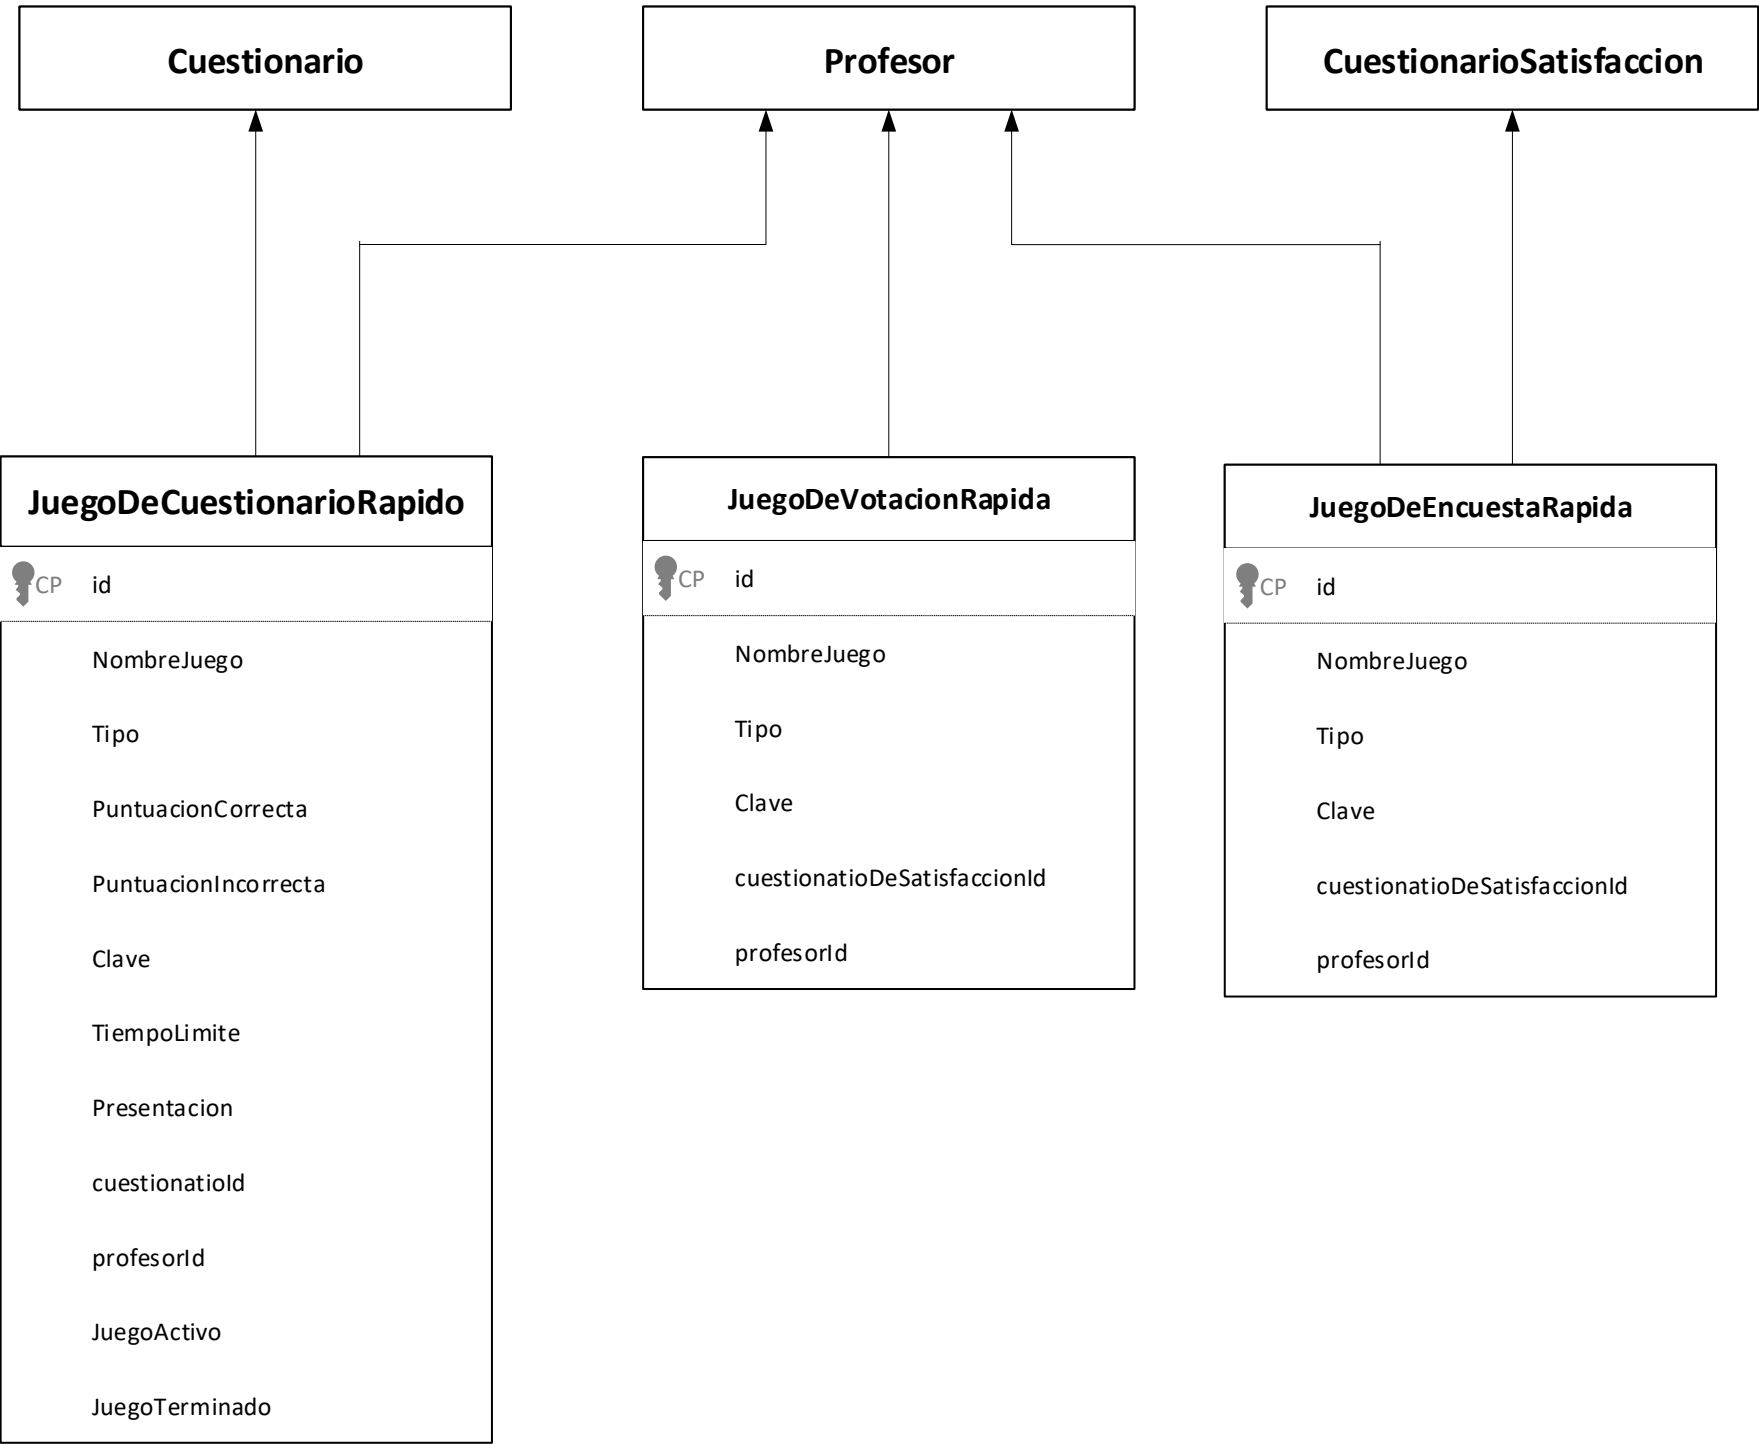 Cuestionario
Profesor
CuestionarioSatisfaccion
JuegoDeCuestionarioRapido
CP id
NombreJuego
Tipo
PuntuacionCorrecta
PuntuacionIncorrecta
Clave
TiempoLimite
Presentacion
cuestionatioId
profesorId
JuegoActivo
JuegoTerminado
JuegoDeVotacionRapida
CP id
NombreJuego
Tipo
Clave
cuestionatioDeSatisfaccionId
profesorId
JuegoDeEncuestaRapida
CP id
NombreJuego
Tipo
Clave
cuestionatioDeSatisfaccionId
profesorId